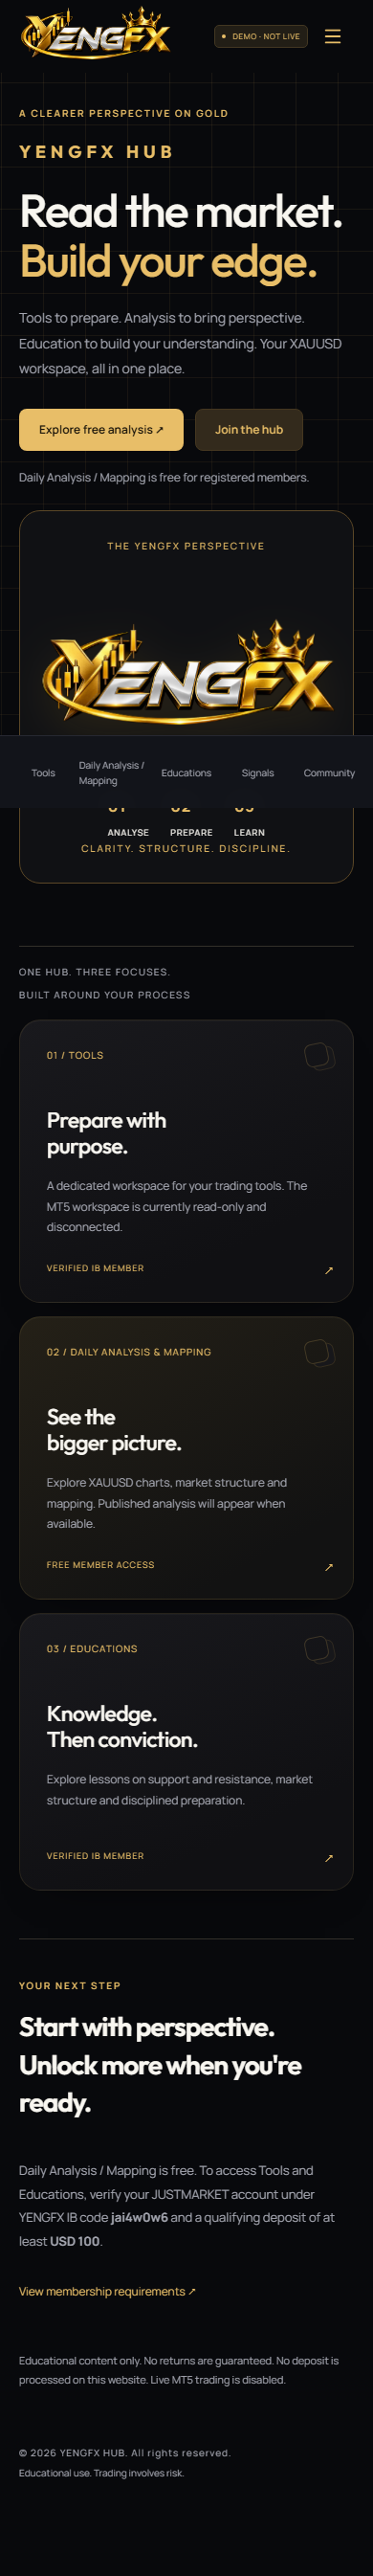 YENGFX
DEMO - NOT LIVE
A CLEARER PERSPECTIVE ON GOLD
YENGFX HUB
Read the market.
Build your edge.
Tools to prepare. Analysis to bring perspective.
Education to build your understanding. Your XAUUSD
workspace, all in one place.
Explore free analysis ↗
Join the hub
Daily Analysis / Mapping is free for registered members.
THE YENGFX PERSPECTIVE
YENGFX
Tools
Daily Analysis /
Mapping
Educations
Signals
Community
01 02 03
ANALYSE PREPARE LEARN
CLARITY. STRUCTURE. DISCIPLINE.
ONE HUB. THREE FOCUSES.
BUILT AROUND YOUR PROCESS
01 / TOOLS
Prepare with
purpose.
A dedicated workspace for your trading tools. The
MT5 workspace is currently read-only and
disconnected.
VERIFIED IB MEMBER ↗
02 / DAILY ANALYSIS & MAPPING
See the
bigger picture.
Explore XAUUSD charts, market structure and
mapping. Published analysis will appear when
available.
FREE MEMBER ACCESS ↗
03 / EDUCATIONS
Knowledge.
Then conviction.
Explore lessons on support and resistance, market
structure and disciplined preparation.
VERIFIED IB MEMBER ↗
YOUR NEXT STEP
Start with perspective.
Unlock more when you're
ready.
Daily Analysis / Mapping is free. To access Tools and
Educations, verify your JUSTMARKET account under
YENGFX IB code jai4w0w6 and a qualifying deposit of at
least USD 100.
View membership requirements ↗
Educational content only. No returns are guaranteed. No deposit is
processed on this website. Live MT5 trading is disabled.
© 2026 YENGFX HUB. All rights reserved.
Educational use. Trading involves risk.